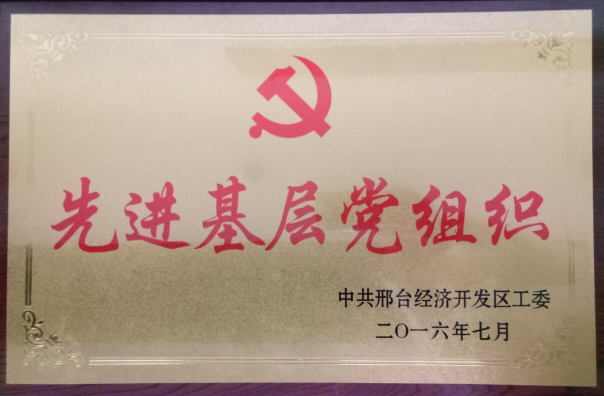 先进基层党组织
中共邢台经济开发区工委
二〇一六年七月